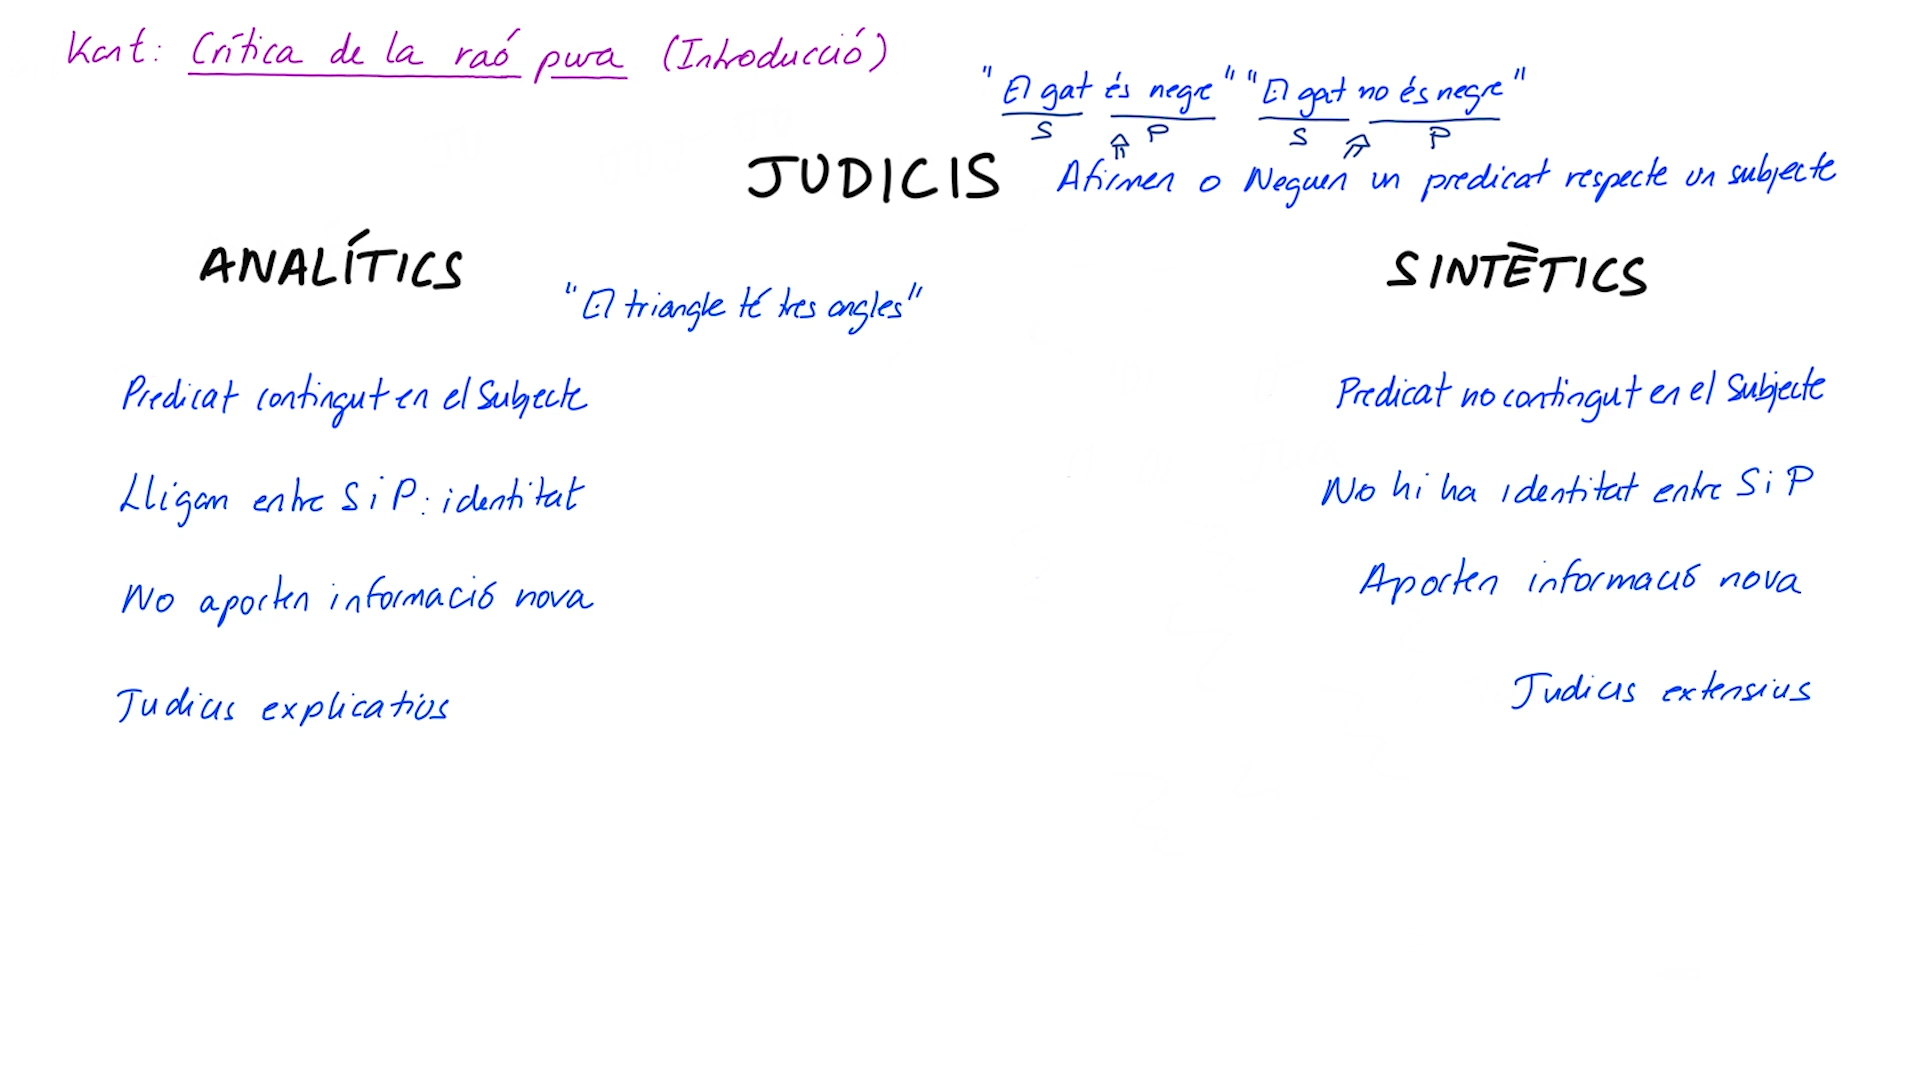 Kant: Crítica de la raó pura (Introducció)
"El gat és negre" "El gat no és negre"
S P S P
JUDICIS Afirmen o Neguen un predicat respecte un subjecte
ANALÍTICS
SINTÈTICS
"El triangle té tres angles"
Predicat contingut en el Subjecte
Predicat no contingut en el Subjecte
Lligam entre S i P: identitat
No hi ha identitat entre S i P
No aporten informació nova
Aporten informació nova
Judicis explicatius
Judicis extensius